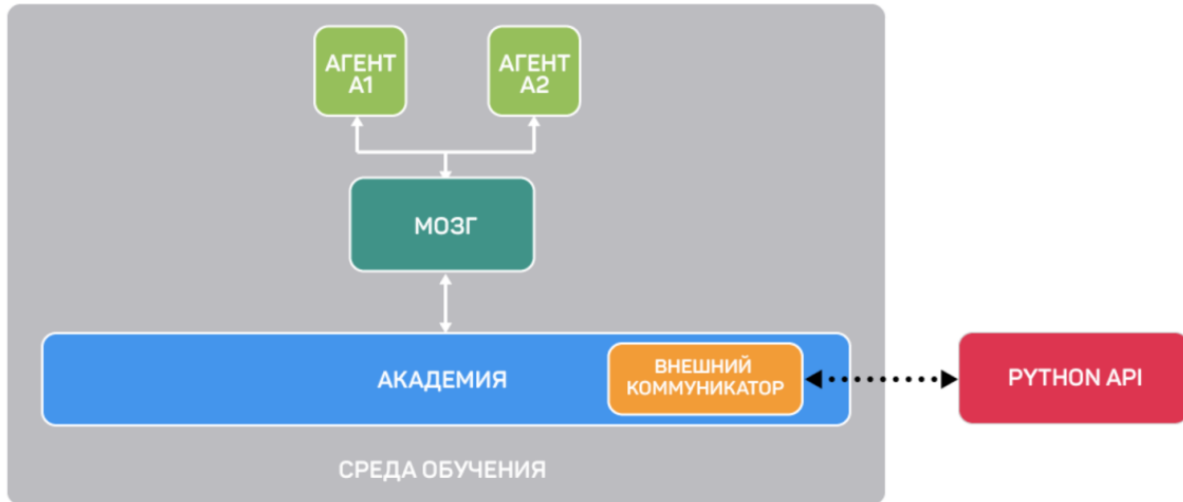 АГЕНТ
А1
АГЕНТ
А2
МОЗГ
АКАДЕМИЯ
ВНЕШНИЙ
КОММУНИКАТОР
PYTHON API
СРЕДА ОБУЧЕНИЯ